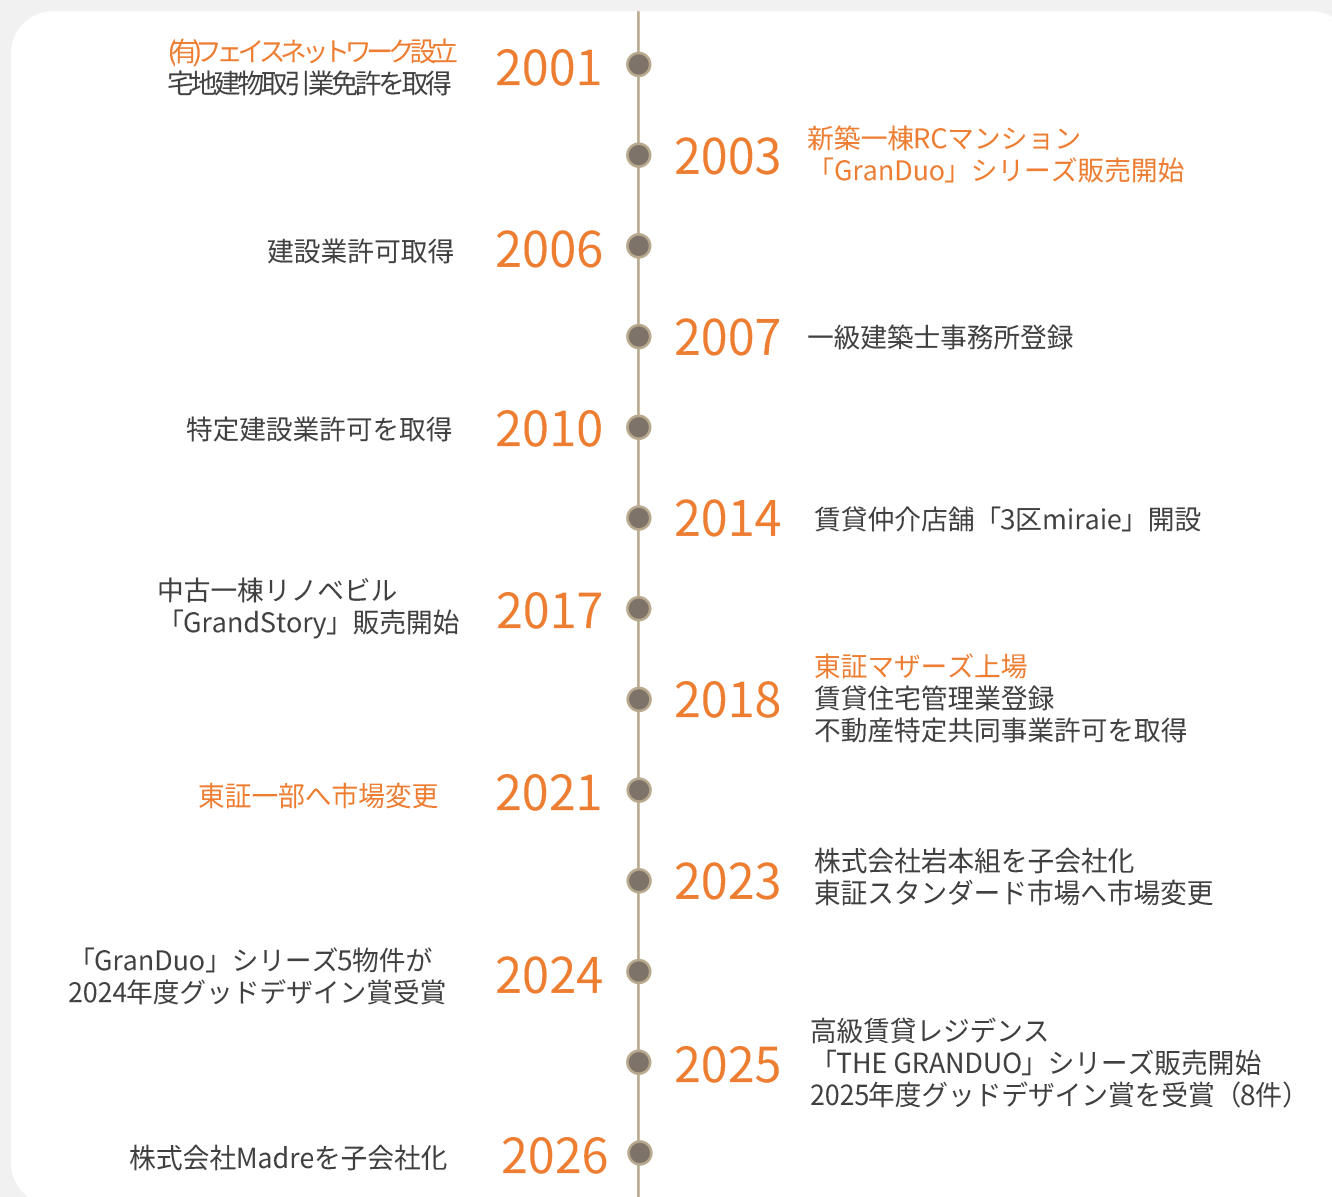 ㈲フェイスネットワーク設立
宅地建物取引業免許を取得
2001
2003
新築一棟RCマンション
「GranDuo」シリーズ販売開始
建設業許可取得
2006
2007
一級建築士事務所登録
特定建設業許可を取得
2010
2014
賃貸仲介店舗「3区miraie」開設
中古一棟リノベビル
「GrandStory」販売開始
2017
2018
東証マザーズ上場
賃貸住宅管理業登録
不動産特定共同事業許可を取得
東証一部へ市場変更
2021
2023
株式会社岩本組を子会社化
東証スタンダード市場へ市場変更
「GranDuo」シリーズ5物件が
2024年度グッドデザイン賞受賞
2024
2025
高級賃貸レジデンス
「THE GRANDUO」シリーズ販売開始
2025年度グッドデザイン賞を受賞（8件）
株式会社Madreを子会社化
2026